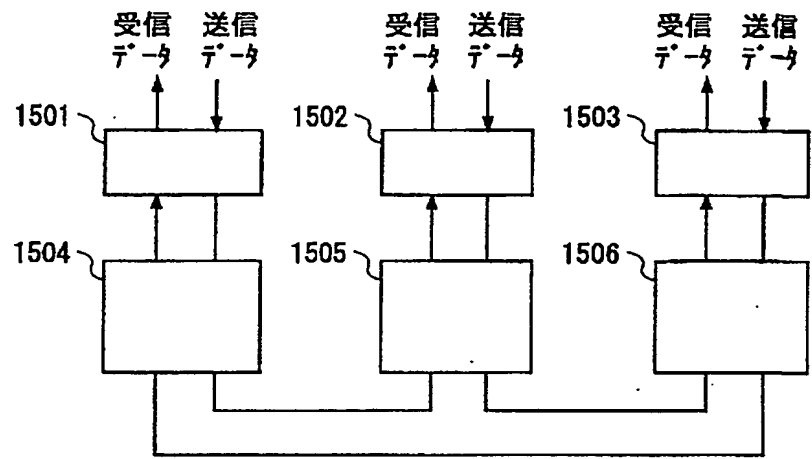 受信 送信 受信 送信 受信 送信
データ データ データ データ データ データ
1501 1502 1503
1504 1505 1506